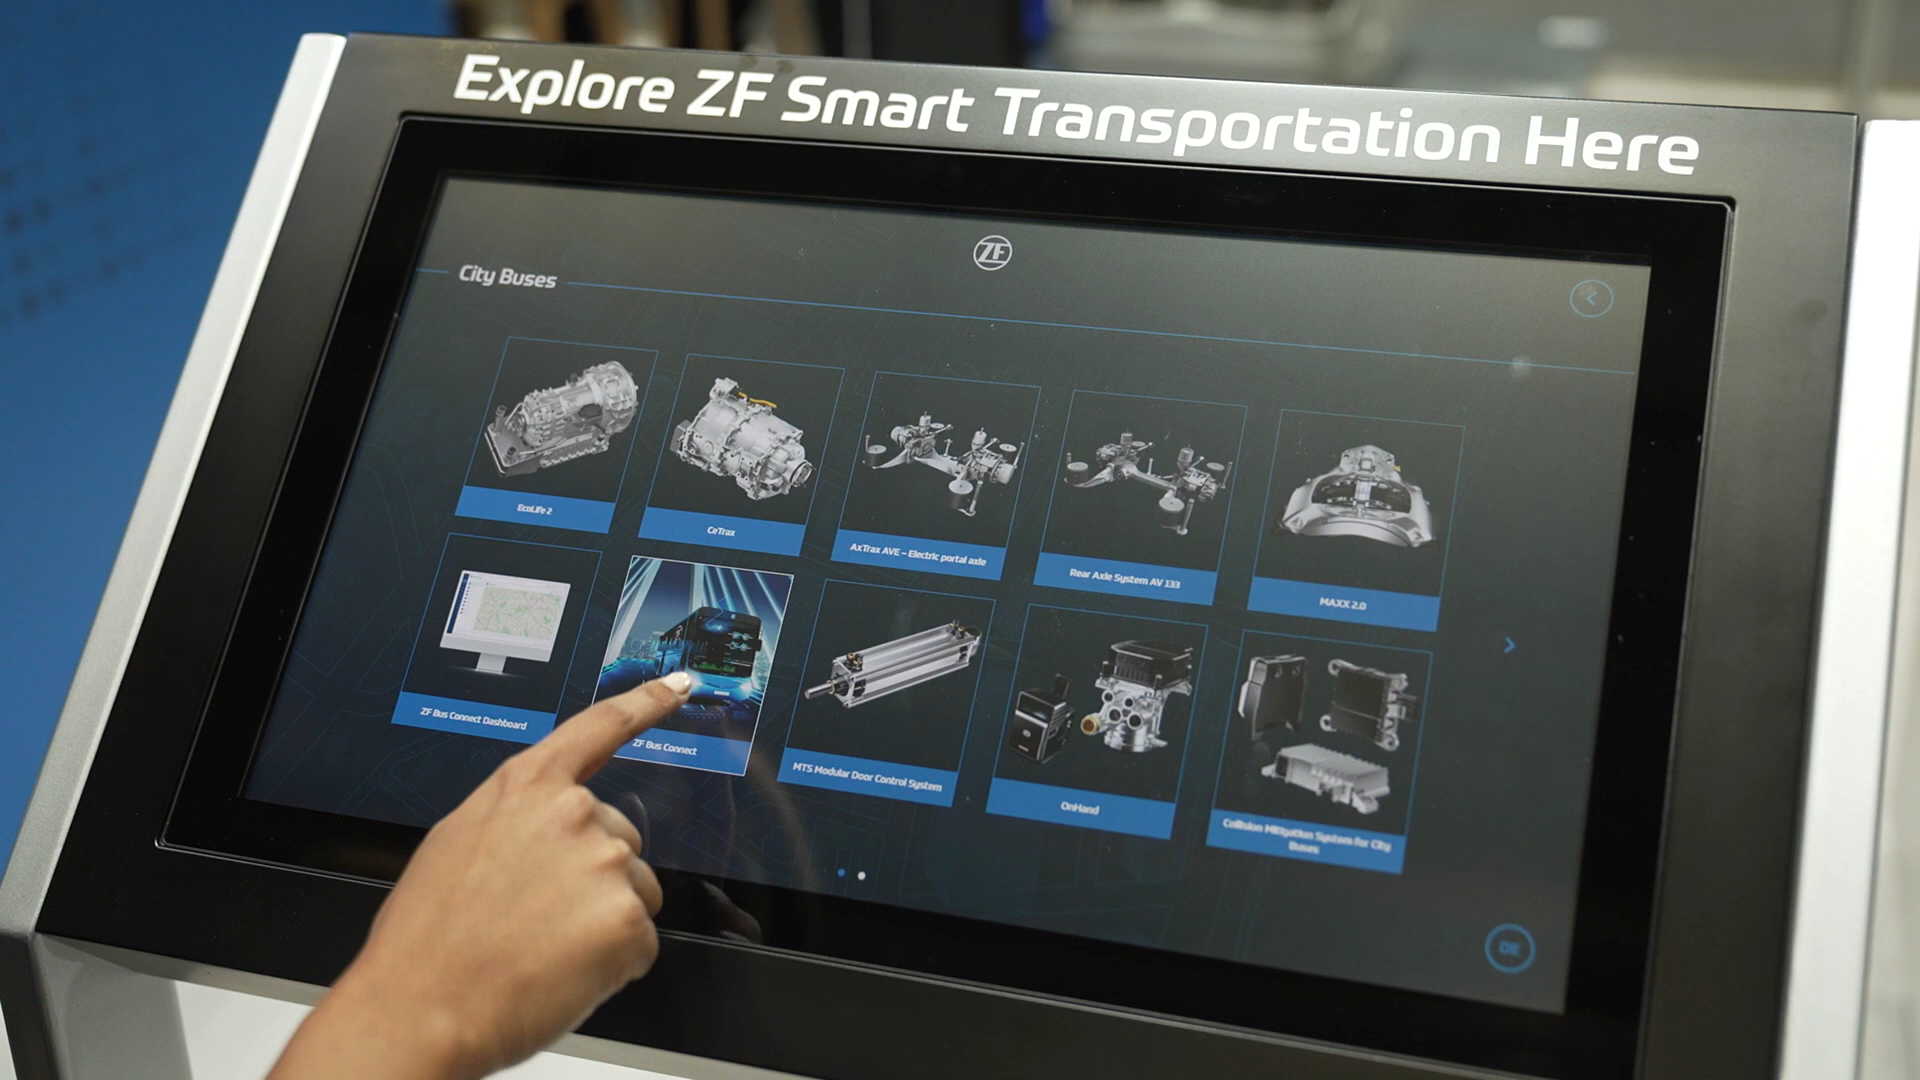 Explore ZF Smart Transportation Here
ZF
City Buses
EcoLife 2
CeTrax
AxTrax AVE – Electric portal axle
Rear Axle System AV 133
MAXX 2.0
ZF Bus Connect Dashboard
ZF Bus Connect
MTS Modular Door Control System
OnHand
Collision Mitigation System for City
Buses
DE